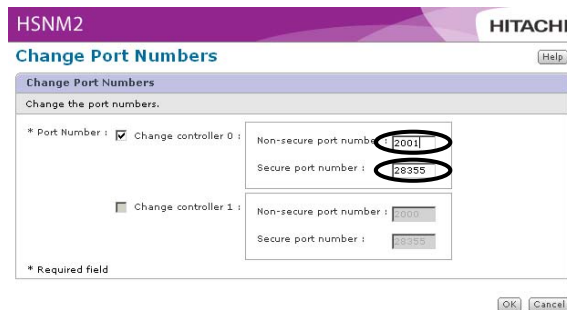 HSNM2
HITACHI
Change Port Numbers
Help
Change Port Numbers
Change the port numbers.
* Port Number : Change controller 0 :
Non-secure port number : 2001
Secure port number : 28355
Change controller 1 :
Non-secure port number : 2000
Secure port number : 28355
* Required field
OK Cancel